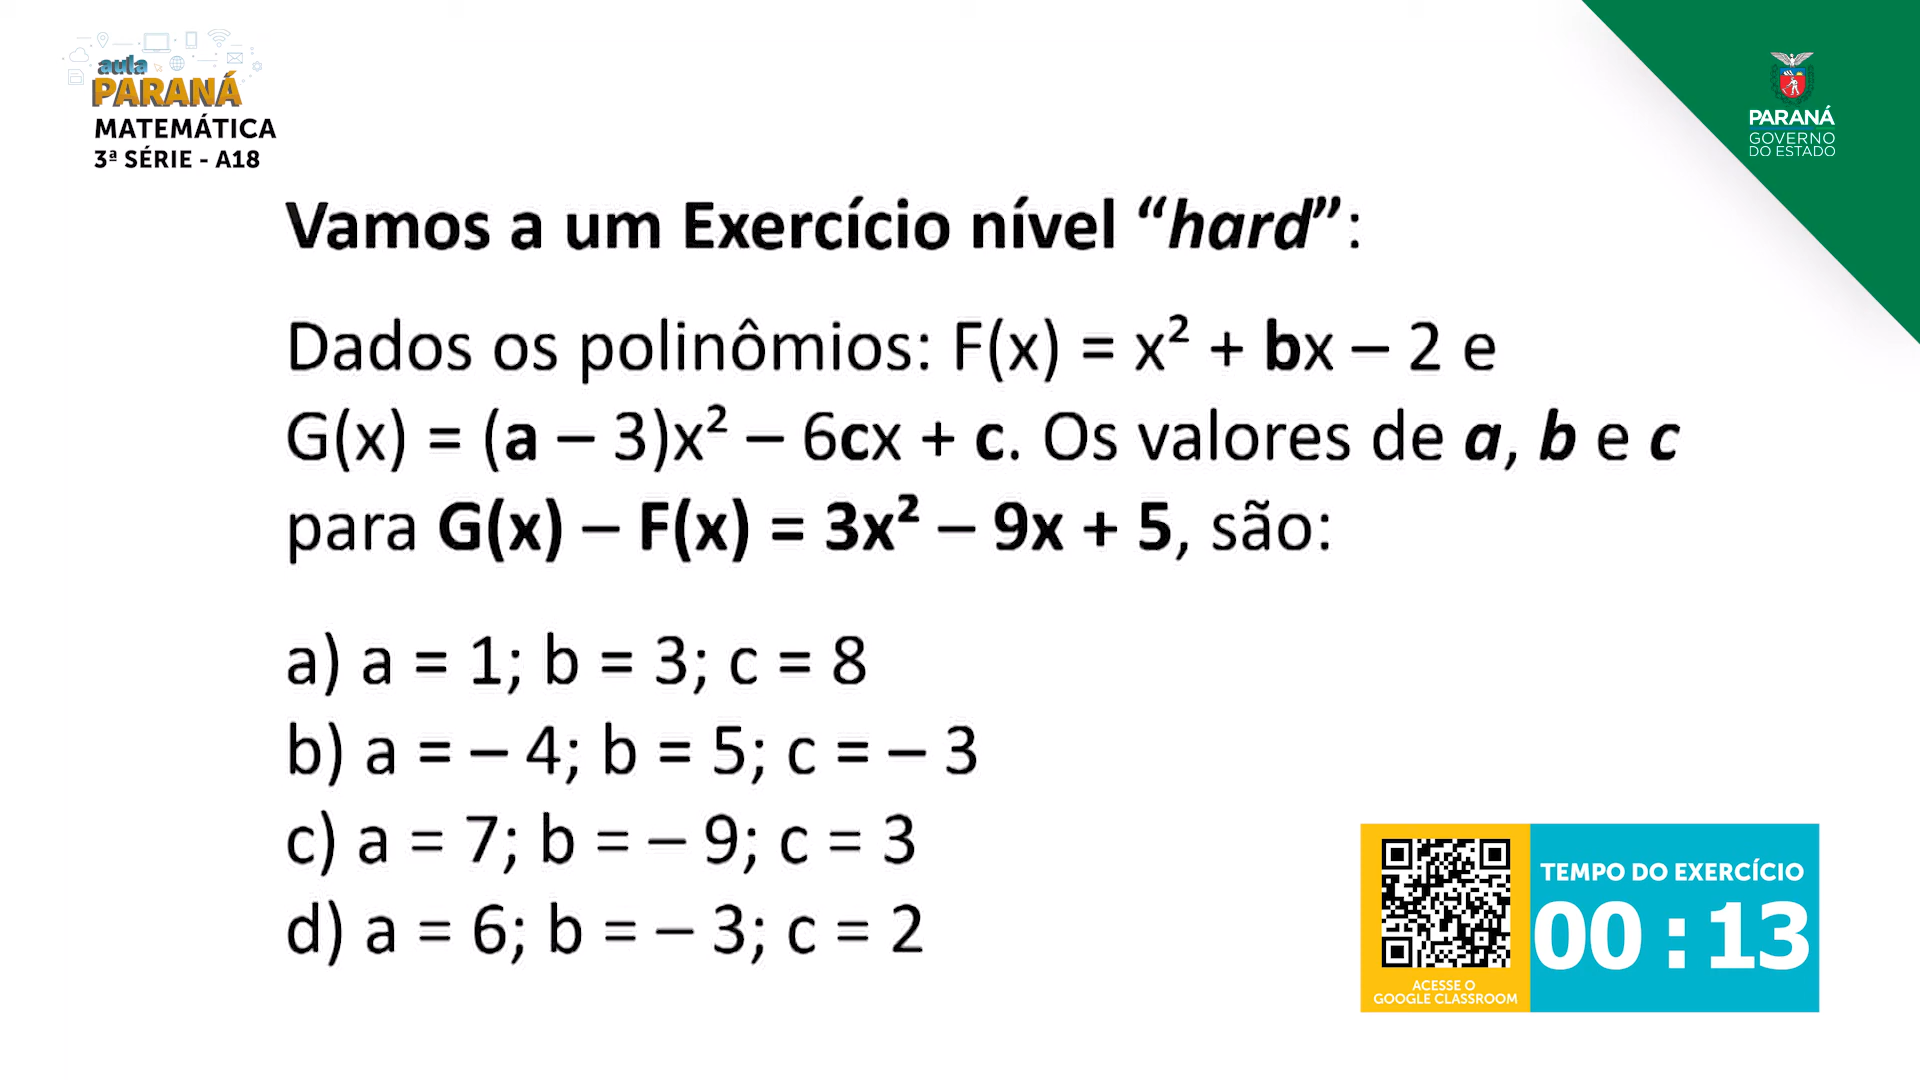 aula
PARANÁ
MATEMÁTICA
3ª SÉRIE - A18
PARANÁ
GOVERNO
DO ESTADO
Vamos a um Exercício nível “hard”:
Dados os polinômios: F(x) = x² + bx – 2 e
G(x) = (a – 3)x² – 6cx + c. Os valores de a, b e c
para G(x) – F(x) = 3x² – 9x + 5, são:
a) a = 1; b = 3; c = 8
b) a = – 4; b = 5; c = – 3
c) a = 7; b = – 9; c = 3
d) a = 6; b = – 3; c = 2
TEMPO DO EXERCÍCIO
00 : 13
ACESSE O
GOOGLE CLASSROOM